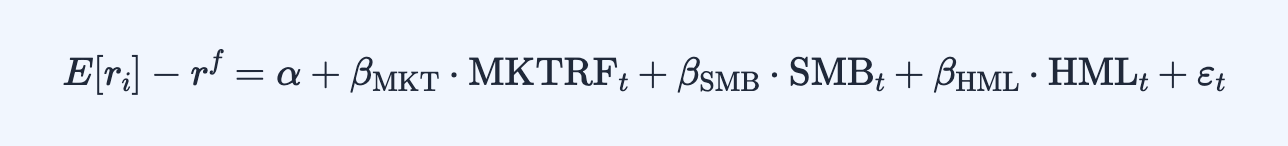 E[r_i] − r^f = α + β_MKT · MKTRF_t + β_SMB · SMB_t + β_HML · HML_t + ε_t